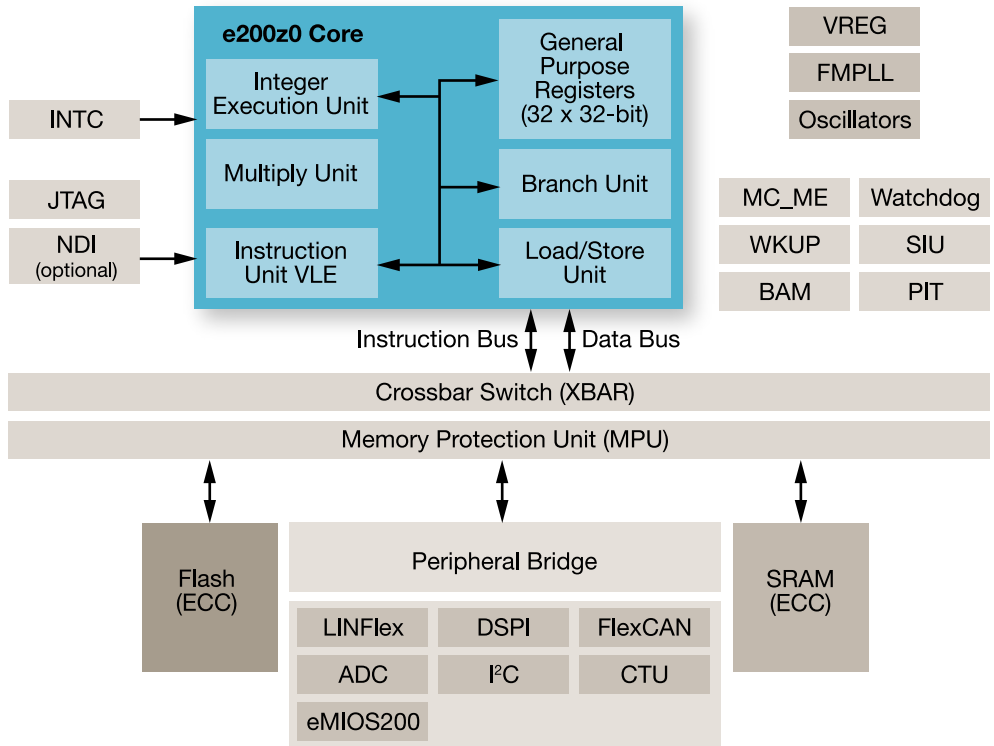 e200z0 Core
Integer
Execution Unit
Multiply Unit
Instruction
Unit VLE
General
Purpose
Registers
(32 x 32-bit)
Branch Unit
Load/Store
Unit
INTC
JTAG
NDI
(optional)
VREG
FMPLL
Oscillators
MC_ME
Watchdog
WKUP
SIU
BAM
PIT
Instruction Bus
Data Bus
Crossbar Switch (XBAR)
Memory Protection Unit (MPU)
Flash
(ECC)
Peripheral Bridge
SRAM
(ECC)
LINFlex
DSPI
FlexCAN
ADC
I²C
CTU
eMIOS200